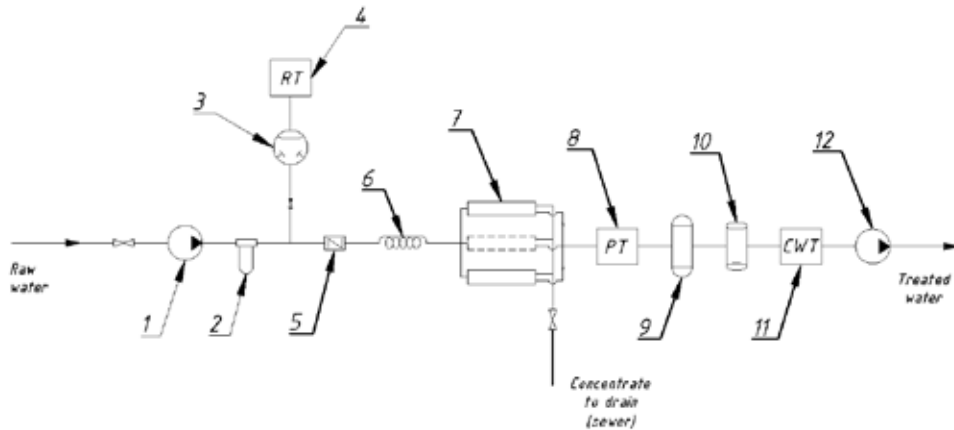 4
RT
3
7
8
10
12
6
PT
CWT
Raw
water
Treated
water
1
2
5
9
11
Concentrate
to drain
(sewer)